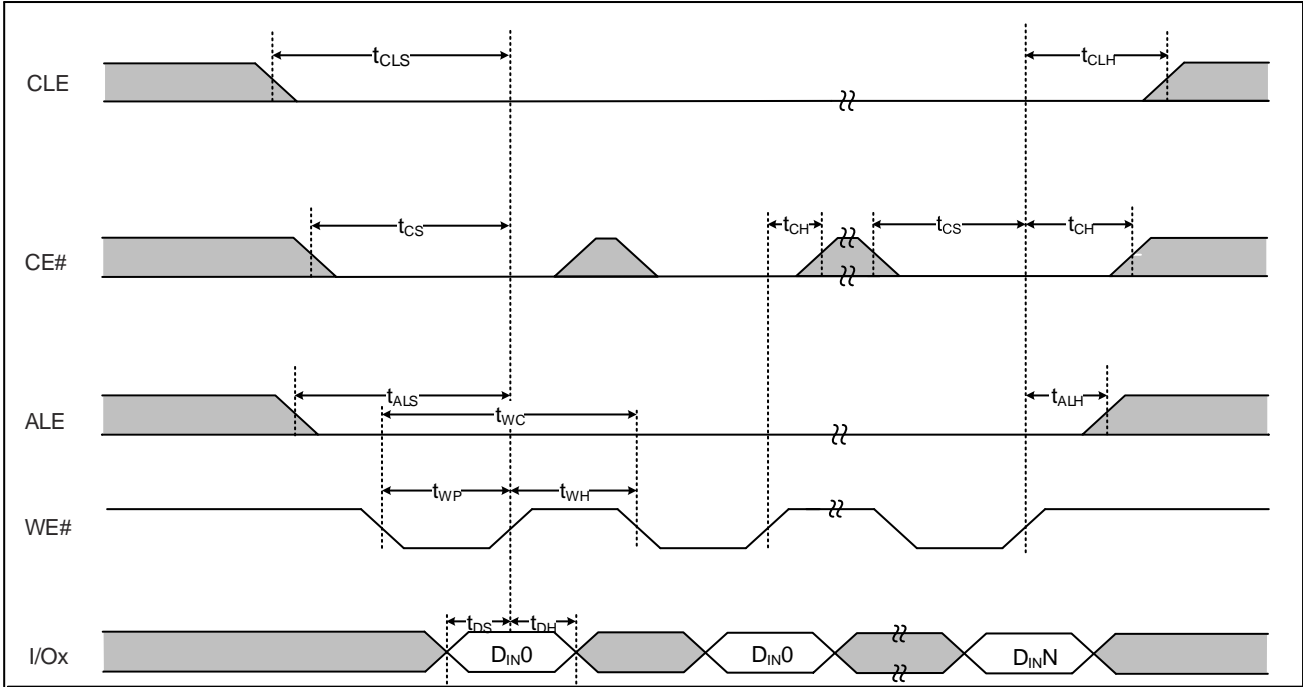 tCLS
tCLH
CLE
tCS
tCH
tCS
tCH
CE#
tALS
tWC
tALH
ALE
tWP
tWH
WE#
tDS
tDH
I/Ox
DIN0
DIN0
DINN